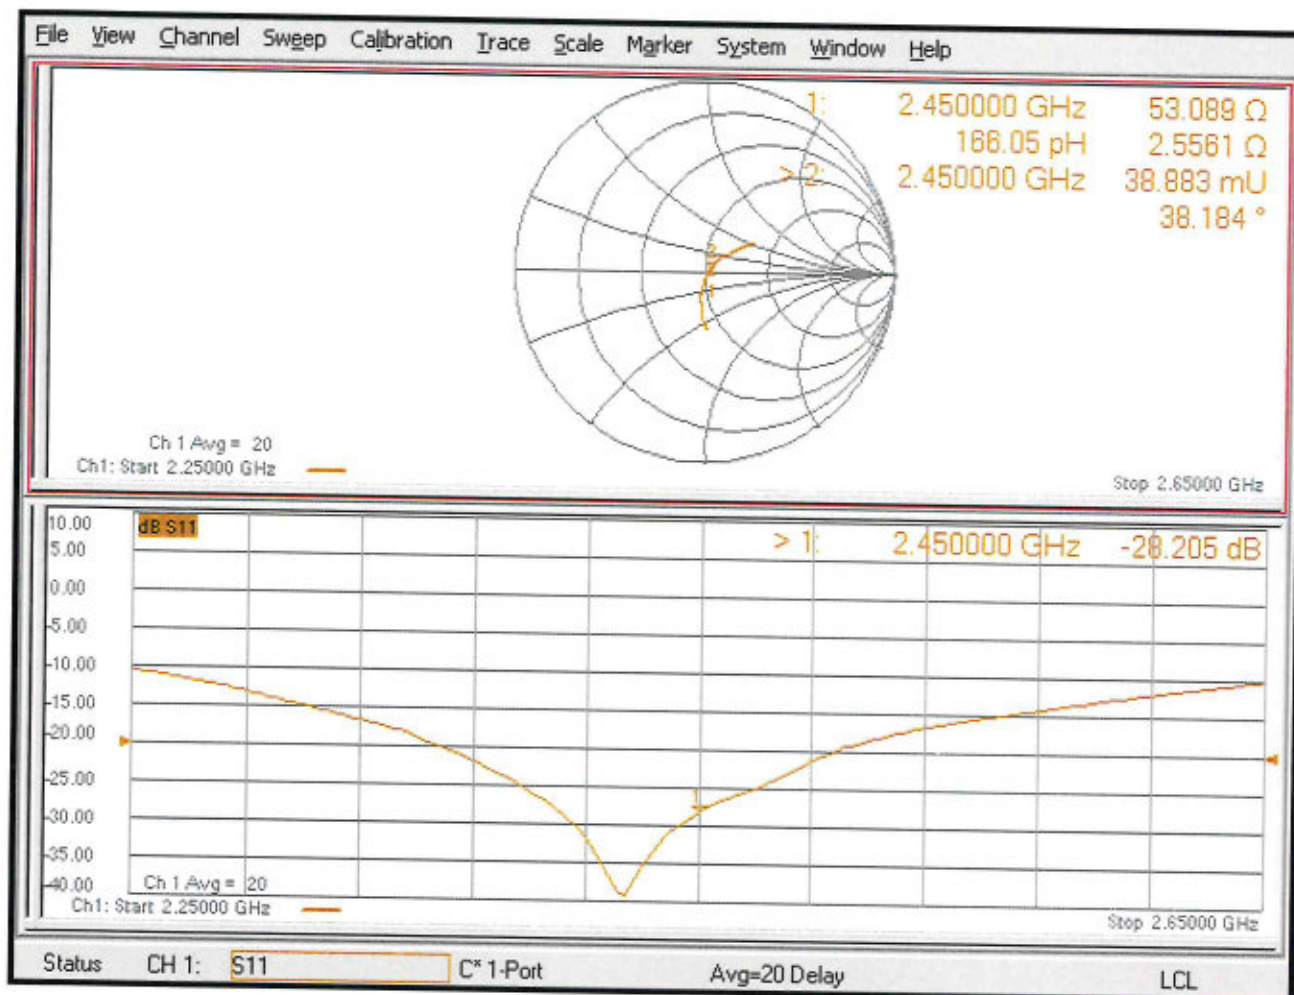 File View Channel Sweep Calibration Trace Scale Marker System Window Help
1: 2.450000 GHz 53.089 Ω
166.05 pH 2.5561 Ω
> 2: 2.450000 GHz 38.883 mU
38.184 °
Ch 1 Avg = 20
Ch1: Start 2.25000 GHz
Stop 2.65000 GHz
10.00
dB S11
> 1: 2.450000 GHz -28.205 dB
5.00
0.00
-5.00
-10.00
-15.00
-20.00
-25.00
1
-30.00
-35.00
-40.00
Ch 1 Avg = 20
Ch1: Start 2.25000 GHz
Stop 2.65000 GHz
Status CH 1: S11 C* 1-Port Avg=20 Delay LCL